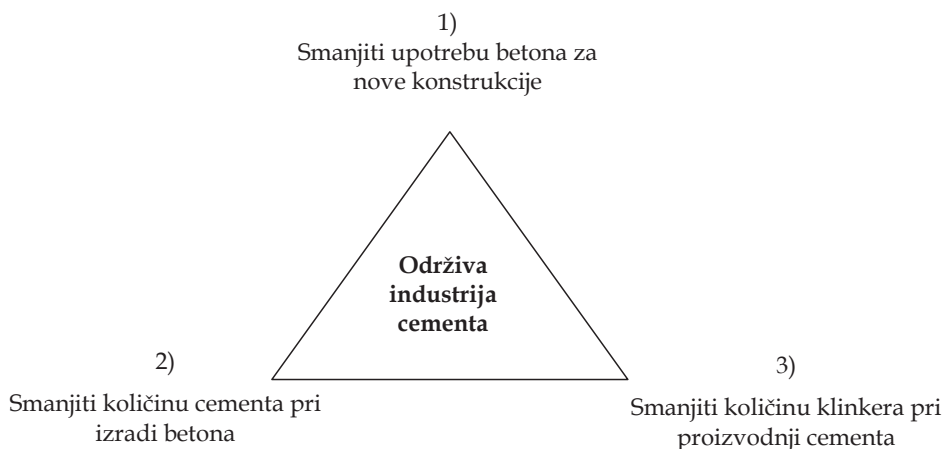 1)
Smanjiti upotrebu betona za
nove konstrukcije
Održiva
industrija
cementa
2)
Smanjiti količinu cementa pri
izradi betona
3)
Smanjiti količinu klinkera pri
proizvodnji cementa